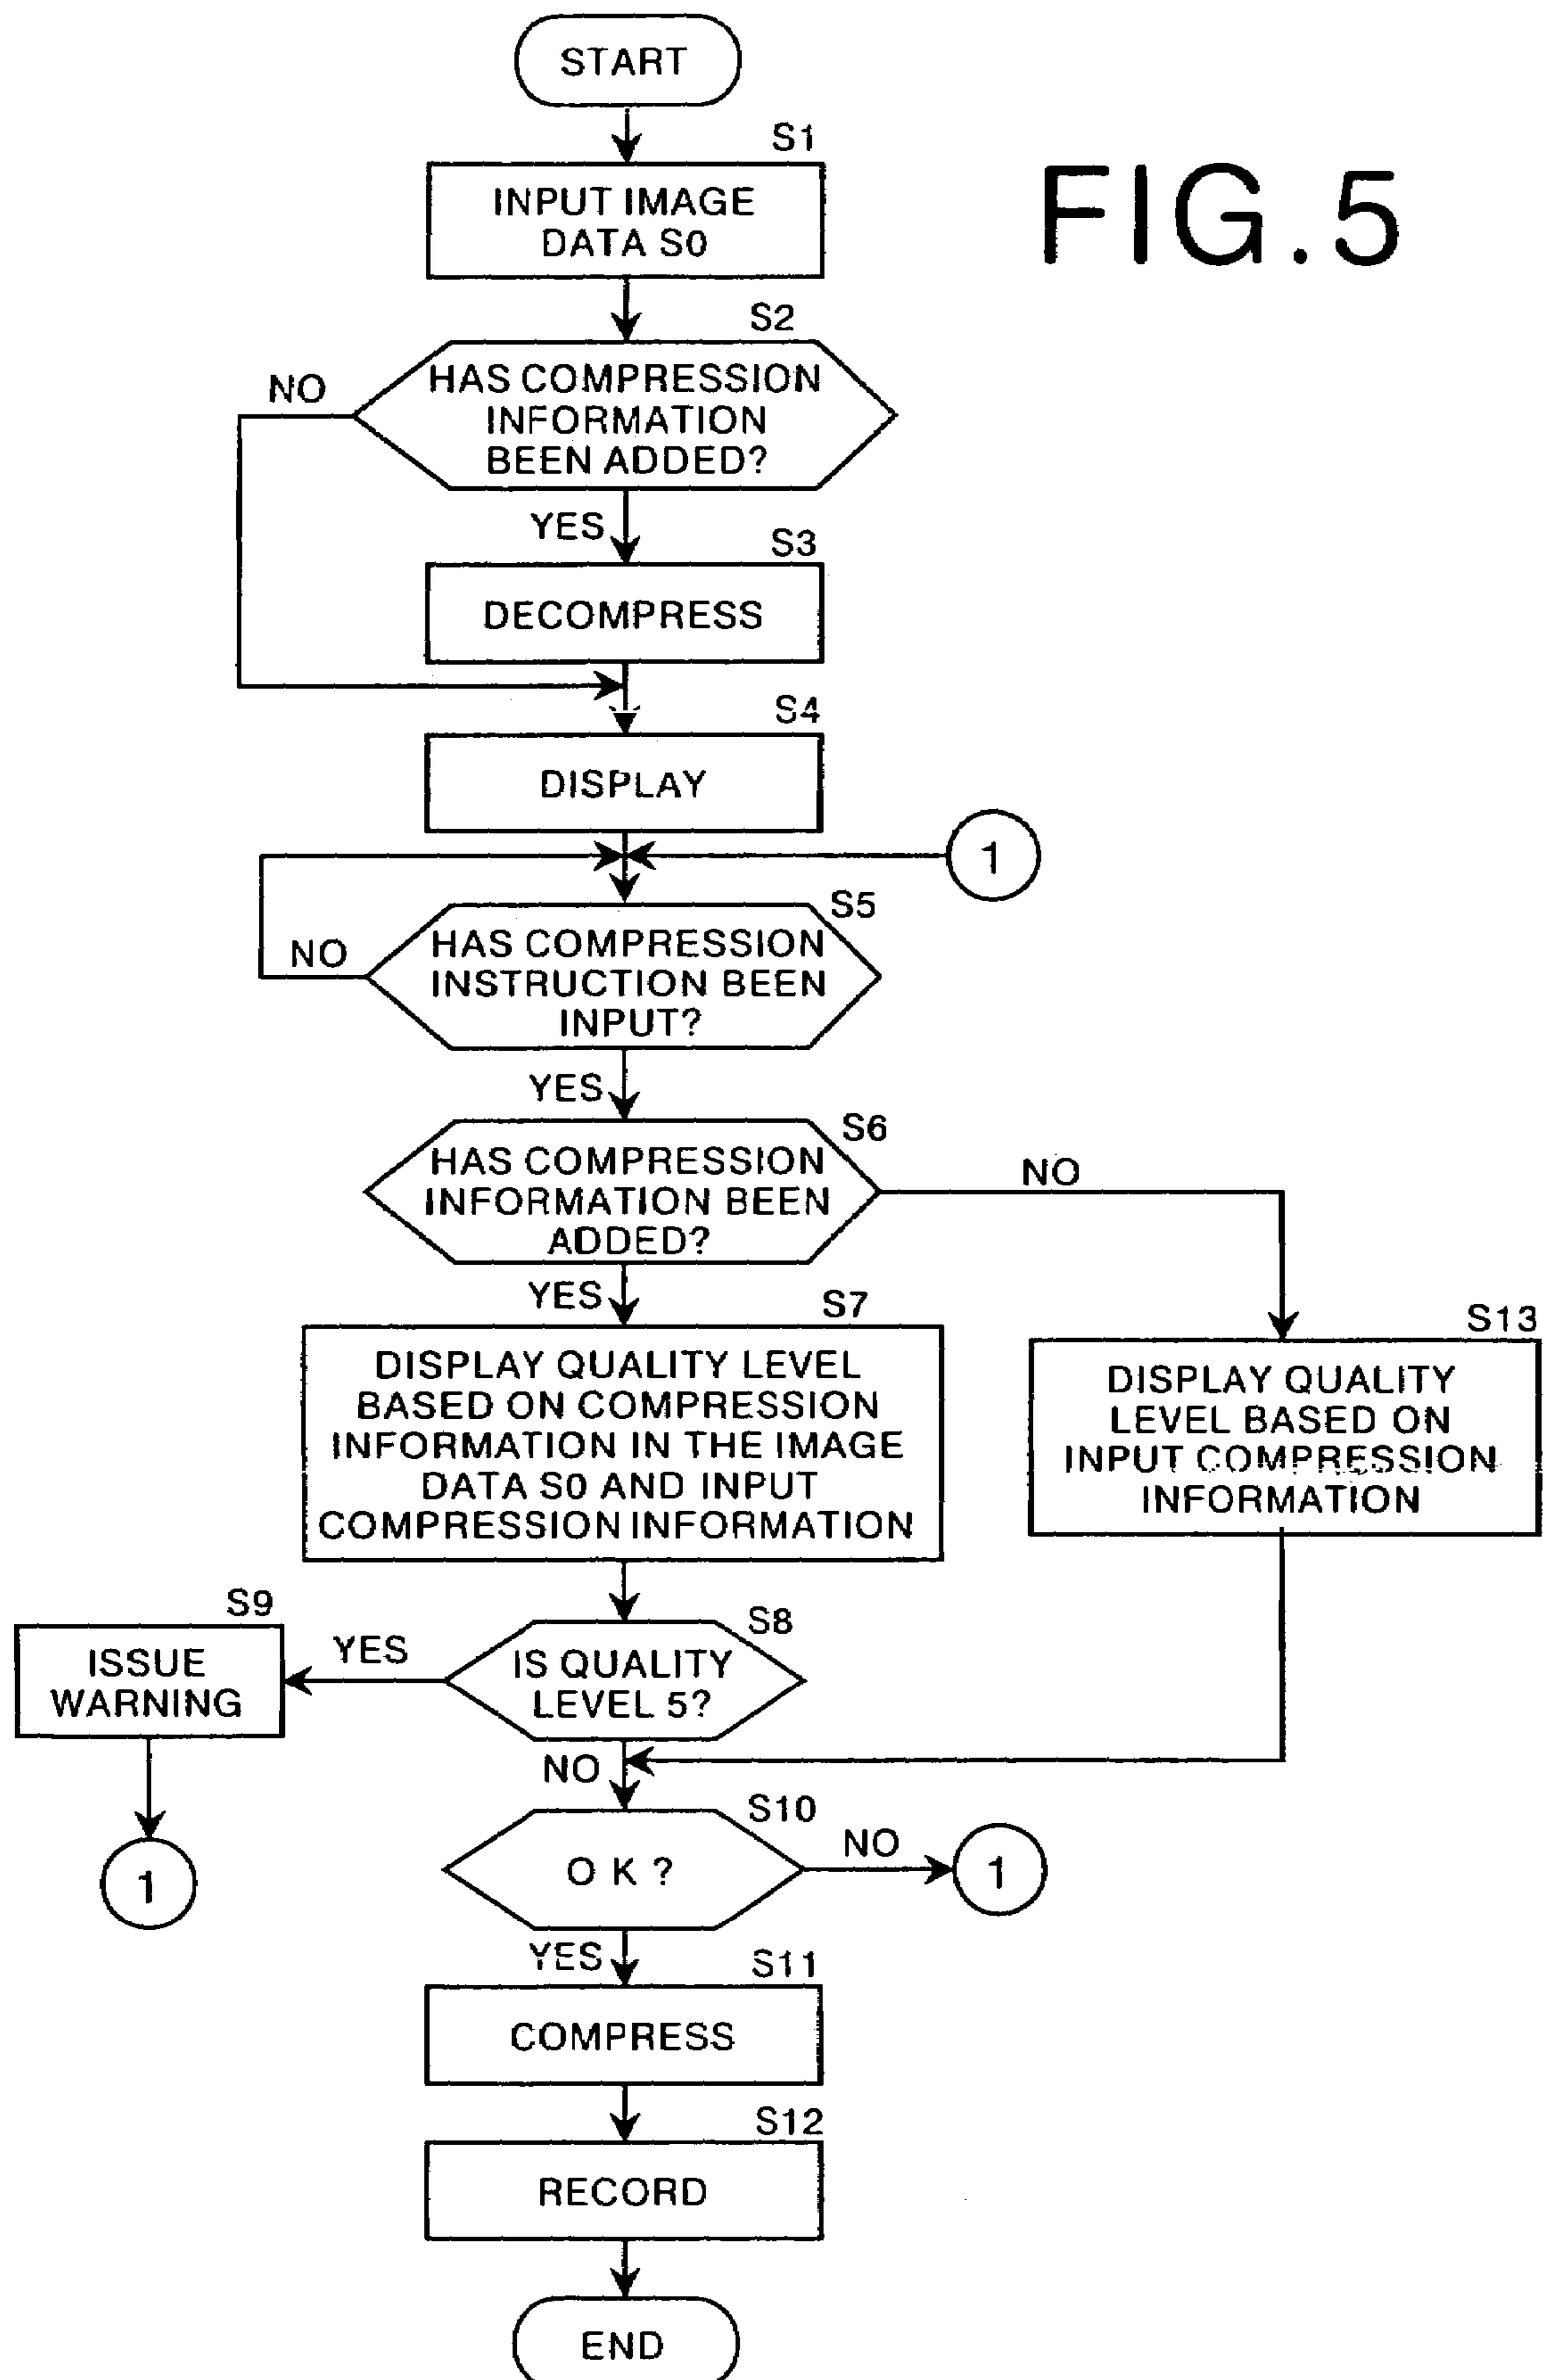 START
S1
FIG.5
INPUT IMAGE
DATA S0
S2
NO
HAS COMPRESSION
INFORMATION
BEEN ADDED?
YES
S3
DECOMPRESS
S4
DISPLAY
1
S5
NO
HAS COMPRESSION
INSTRUCTION BEEN
INPUT?
YES
S6
HAS COMPRESSION
INFORMATION BEEN
ADDED?
NO
YES
S7
DISPLAY QUALITY LEVEL
BASED ON COMPRESSION
INFORMATION IN THE IMAGE
DATA S0 AND INPUT
COMPRESSION INFORMATION
S13
DISPLAY QUALITY
LEVEL BASED ON
INPUT COMPRESSION
INFORMATION
S9
ISSUE
WARNING
YES
S8
IS QUALITY
LEVEL 5?
NO
1
S10
O K ?
NO
1
YES
S11
COMPRESS
S12
RECORD
END